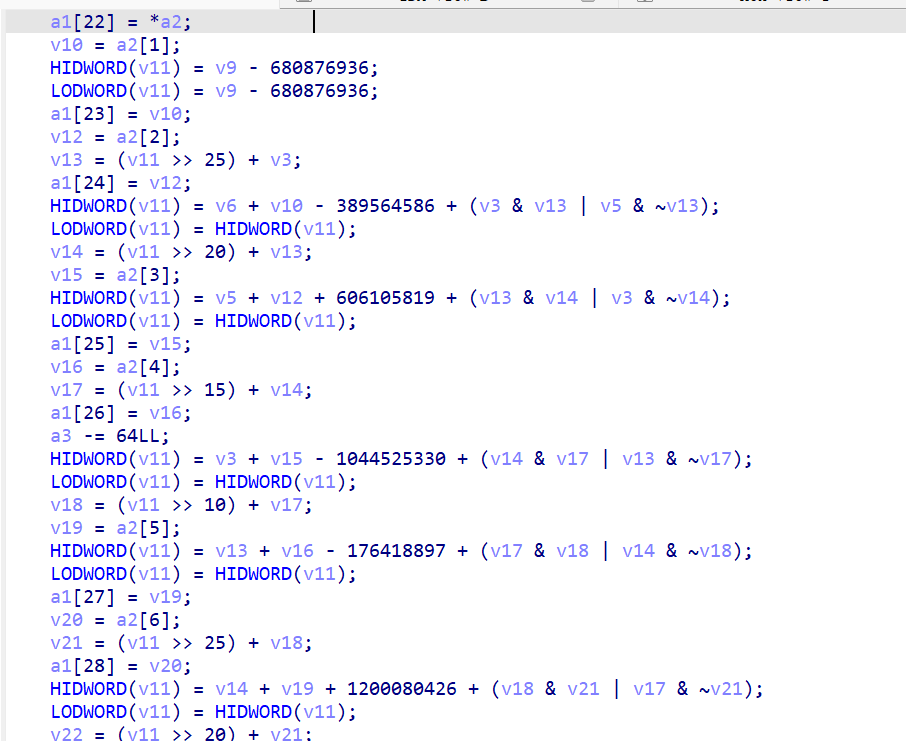 a1[22] = *a2;
v10 = a2[1];
HIDWORD(v11) = v9 - 680876936;
LODWORD(v11) = v9 - 680876936;
a1[23] = v10;
v12 = a2[2];
v13 = (v11 >> 25) + v3;
a1[24] = v12;
HIDWORD(v11) = v6 + v10 - 389564586 + (v3 & v13 | v5 & ~v13);
LODWORD(v11) = HIDWORD(v11);
v14 = (v11 >> 20) + v13;
v15 = a2[3];
HIDWORD(v11) = v5 + v12 + 606105819 + (v13 & v14 | v3 & ~v14);
LODWORD(v11) = HIDWORD(v11);
a1[25] = v15;
v16 = a2[4];
v17 = (v11 >> 15) + v14;
a1[26] = v16;
a3 -= 64LL;
HIDWORD(v11) = v3 + v15 - 1044525330 + (v14 & v17 | v13 & ~v17);
LODWORD(v11) = HIDWORD(v11);
v18 = (v11 >> 10) + v17;
v19 = a2[5];
HIDWORD(v11) = v13 + v16 - 176418897 + (v17 & v18 | v14 & ~v18);
LODWORD(v11) = HIDWORD(v11);
a1[27] = v19;
v20 = a2[6];
v21 = (v11 >> 25) + v18;
a1[28] = v20;
HIDWORD(v11) = v14 + v19 + 1200080426 + (v18 & v21 | v17 & ~v21);
LODWORD(v11) = HIDWORD(v11);
v22 = (v11 >> 20) + v21;